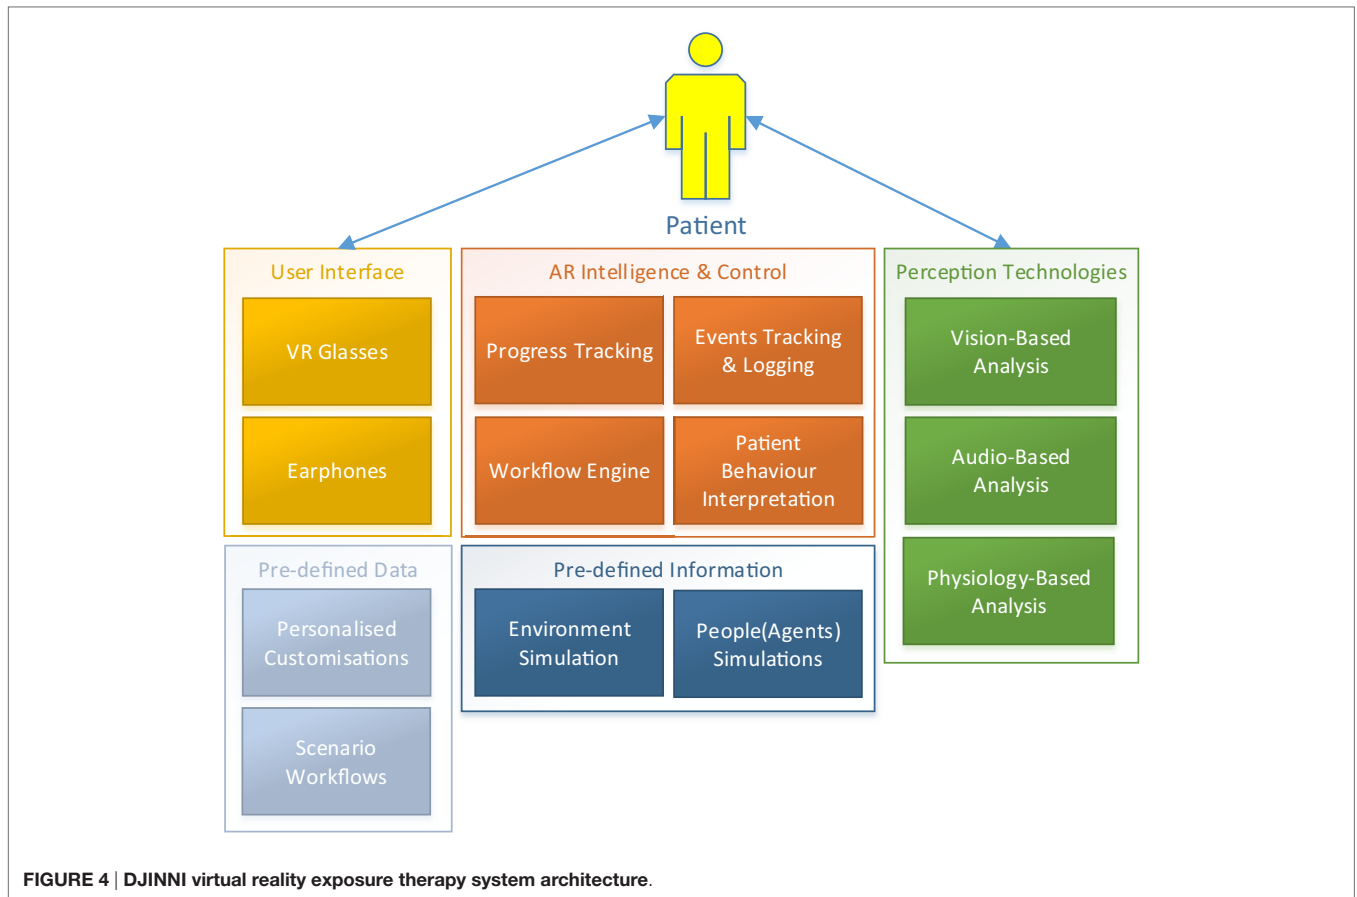 Patient
User Interface
VR Glasses
Earphones
AR Intelligence & Control
Progress Tracking
Events Tracking
& Logging
Workflow Engine
Patient
Behaviour
Interpretation
Perception Technologies
Vision-Based
Analysis
Audio-Based
Analysis
Physiology-Based
Analysis
Pre-defined Data
Personalised
Customisations
Scenario
Workflows
Pre-defined Information
Environment
Simulation
People(Agents)
Simulations
FIGURE 4 | DJINNI virtual reality exposure therapy system architecture.